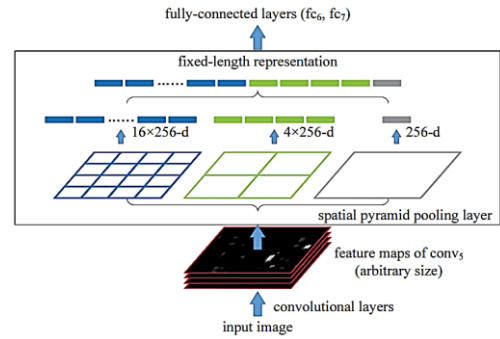 fully-connected layers (fc₆, fc₇)
fixed-length representation
16×256-d
4×256-d
256-d
spatial pyramid pooling layer
feature maps of conv₅
(arbitrary size)
convolutional layers
input image